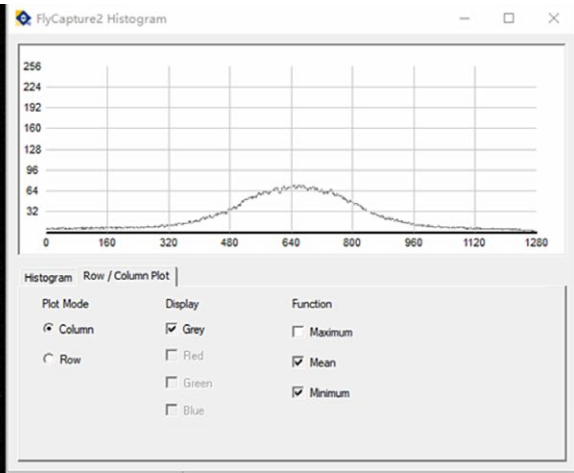 FlyCapture2 Histogram
256
224
192
160
128
96
64
32
0 160 320 480 640 800 960 1120 1280
Histogram Row / Column Plot
Plot Mode Display Function
Column Grey Maximum
Row Red Mean
Green Minimum
Blue